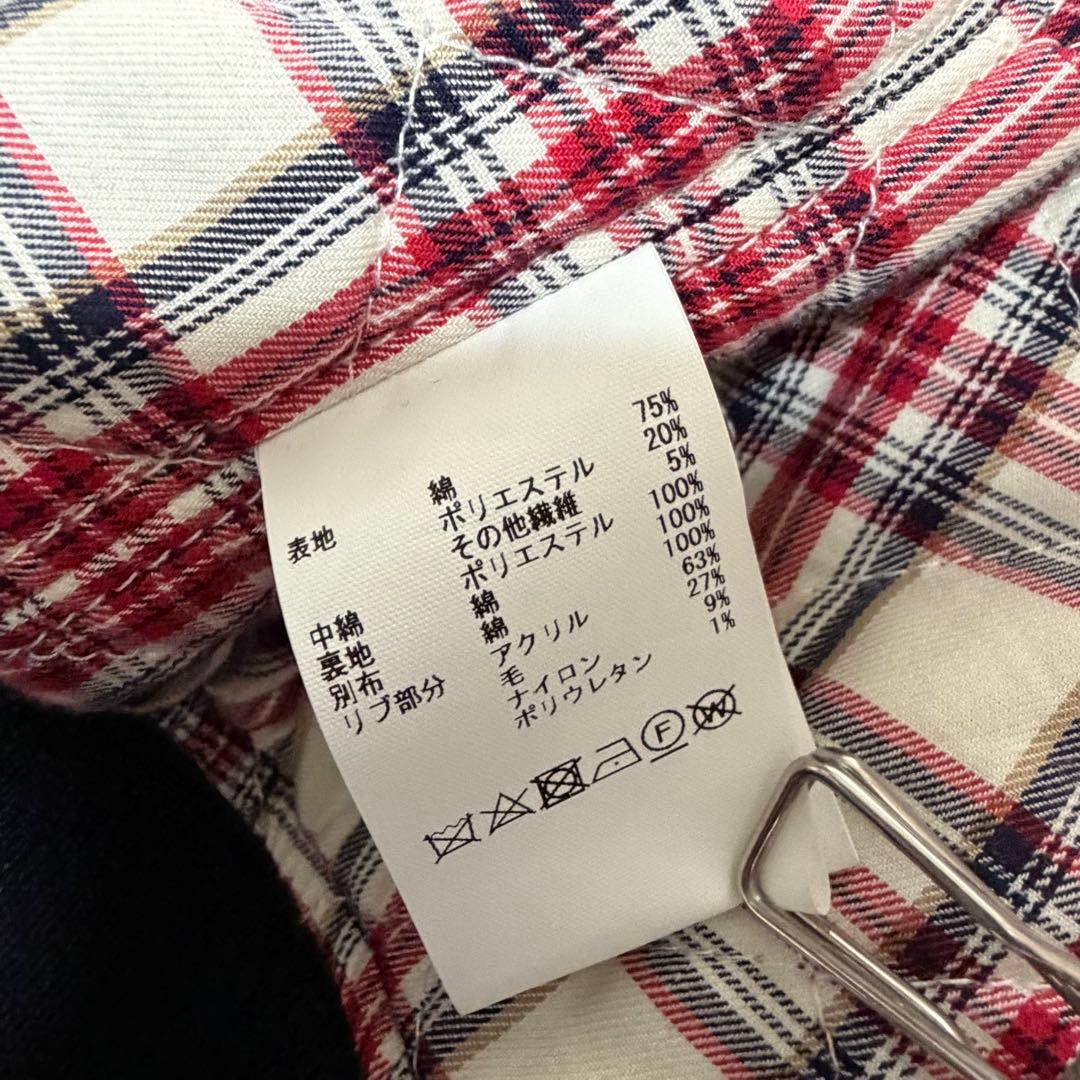 表地 綿 75%
ポリエステル 20%
その他繊維 5%
中綿 ポリエステル 100%
裏地 綿 100%
別布 綿 100%
リブ部分 アクリル 63%
毛 27%
ナイロン 9%
ポリウレタン 1%
F W